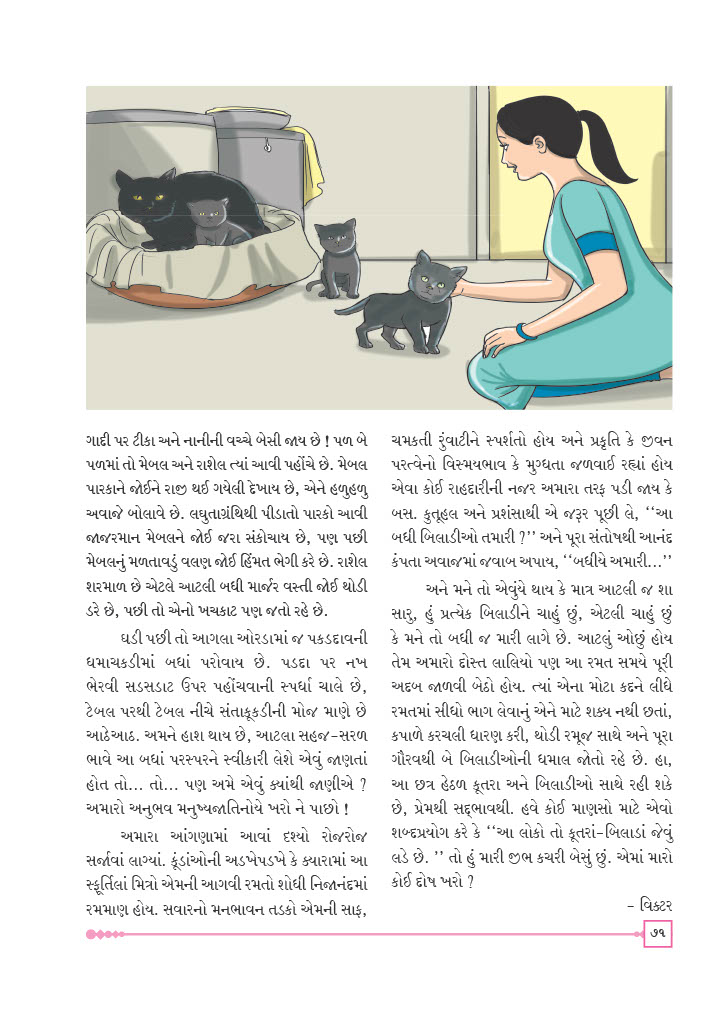 ગાદી પર ટીકા અને નાનીની વચ્ચે બેસી જાય છે ! પળ બે
પળમાં તો મેબલ અને રાશેલ ત્યાં આવી પહોંચે છે. મેબલ
પારકાને જોઈને રાજી થઈ ગયેલી દેખાય છે, એને હળુહળુ
અવાજે બોલાવે છે. લઘુતાગ્રંથિથી પીડાતો પારકો આવી
જાજરમાન મેબલને જોઈ જરા સંકોચાય છે, પણ પછી
મેબલનું મળતાવડું વલણ જોઈ હિંમત ભેગી કરે છે. રાશેલ
શરમાળ છે એટલે આટલી બધી માર્જર વસ્તી જોઈ થોડી
ડરે છે, પછી તો એનો ખચકાટ પણ જતો રહે છે.
ઘડી પછી તો આગલા ઓરડામાં જ પકડદાવની
ધમાચકડીમાં બધાં પરોવાય છે. પડદા પર નખ
ભેરવી સડસડાટ ઉપર પહોંચવાની સ્પર્ધા ચાલે છે,
ટેબલ પરથી ટેબલ નીચે સંતાકૂકડીની મોજ માણે છે
આઠેઆઠ. અમને હાશ થાય છે, આટલા સહજ-સરળ
ભાવે આ બધાં પરસ્પરને સ્વીકારી લેશે એવું જાણતાં
હોત તો... તો... પણ અમે એવું ક્યાંથી જાણીએ ?
અમારો અનુભવ મનુષ્યજાતિનોયે ખરો ને પાછો !
અમારા આંગણામાં આવાં દશ્યો રોજરોજ
સર્જાવાં લાગ્યાં. કૂંડાંઓની અડખેપડખે કે ક્યારામાં આ
સ્ફૂર્તિલાં મિત્રો એમની આગવી રમતો શોધી નિજાનંદમાં
રમમાણ હોય. સવારનો મનભાવન તડકો એમની સાફ,
ચમકતી રુંવાટીને સ્પર્શતો હોય અને પ્રકૃતિ કે જીવન
પરત્વેનો વિસ્મયભાવ કે મુગ્ધતા જળવાઈ રહ્યાં હોય
એવા કોઈ રાહદારીની નજર અમારા તરફ પડી જાય કે
બસ. કુતૂહલ અને પ્રશંસાથી એ જરૂર પૂછી લે, ‘‘આ
બધી બિલાડીઓ તમારી ?’’ અને પૂરા સંતોષથી આનંદ
કંપતા અવાજમાં જવાબ અપાય, ‘‘બધીયે અમારી...’’
અને મને તો એવુંયે થાય કે માત્ર આટલી જ શા
સારુ, હું પ્રત્યેક બિલાડીને ચાહું છું, એટલી ચાહું છું
કે મને તો બધી જ મારી લાગે છે. આટલું ઓછું હોય
તેમ અમારો દોસ્ત લાલિયો પણ આ રમત સમયે પૂરી
અદબ જાળવી બેઠો હોય. ત્યાં એના મોટા કદને લીધે
રમતમાં સીધો ભાગ લેવાનું એને માટે શક્ય નથી છતાં,
કપાળે કરચલી ધારણ કરી, થોડી રમૂજ સાથે અને પૂરા
ગૌરવથી બે બિલાડીઓની ધમાલ જોતો રહે છે. હા,
આ છત્ર હેઠળ કૂતરા અને બિલાડીઓ સાથે રહી શકે
છે, પ્રેમથી સદ્ભાવથી. હવે કોઈ માણસો માટે એવો
શબ્દપ્રયોગ કરે કે ‘‘આ લોકો તો કૂતરાં-બિલાડાં જેવું
લડે છે. ’’ તો હું મારી જીભ કચરી બેસું છું. એમાં મારો
કોઈ દોષ ખરો ?
- વિક્ટર
૭૧